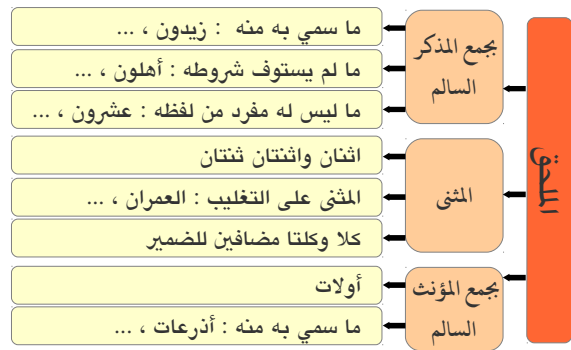 الملحق
بجمع المذكر
السالم
ما سمي به منه : زيدون ، ...
ما لم يستوف شروطه : أهلون ، ...
ما ليس له مفرد من لفظه : عشرون ، ...
المثنى
اثنان واثنتان ثنتان
المثنى على التغليب : العمران ، ...
كلا وكلتا مضافين للضمير
بجمع المؤنث
السالم
أولات
ما سمي به منه : أذرعات ، ...